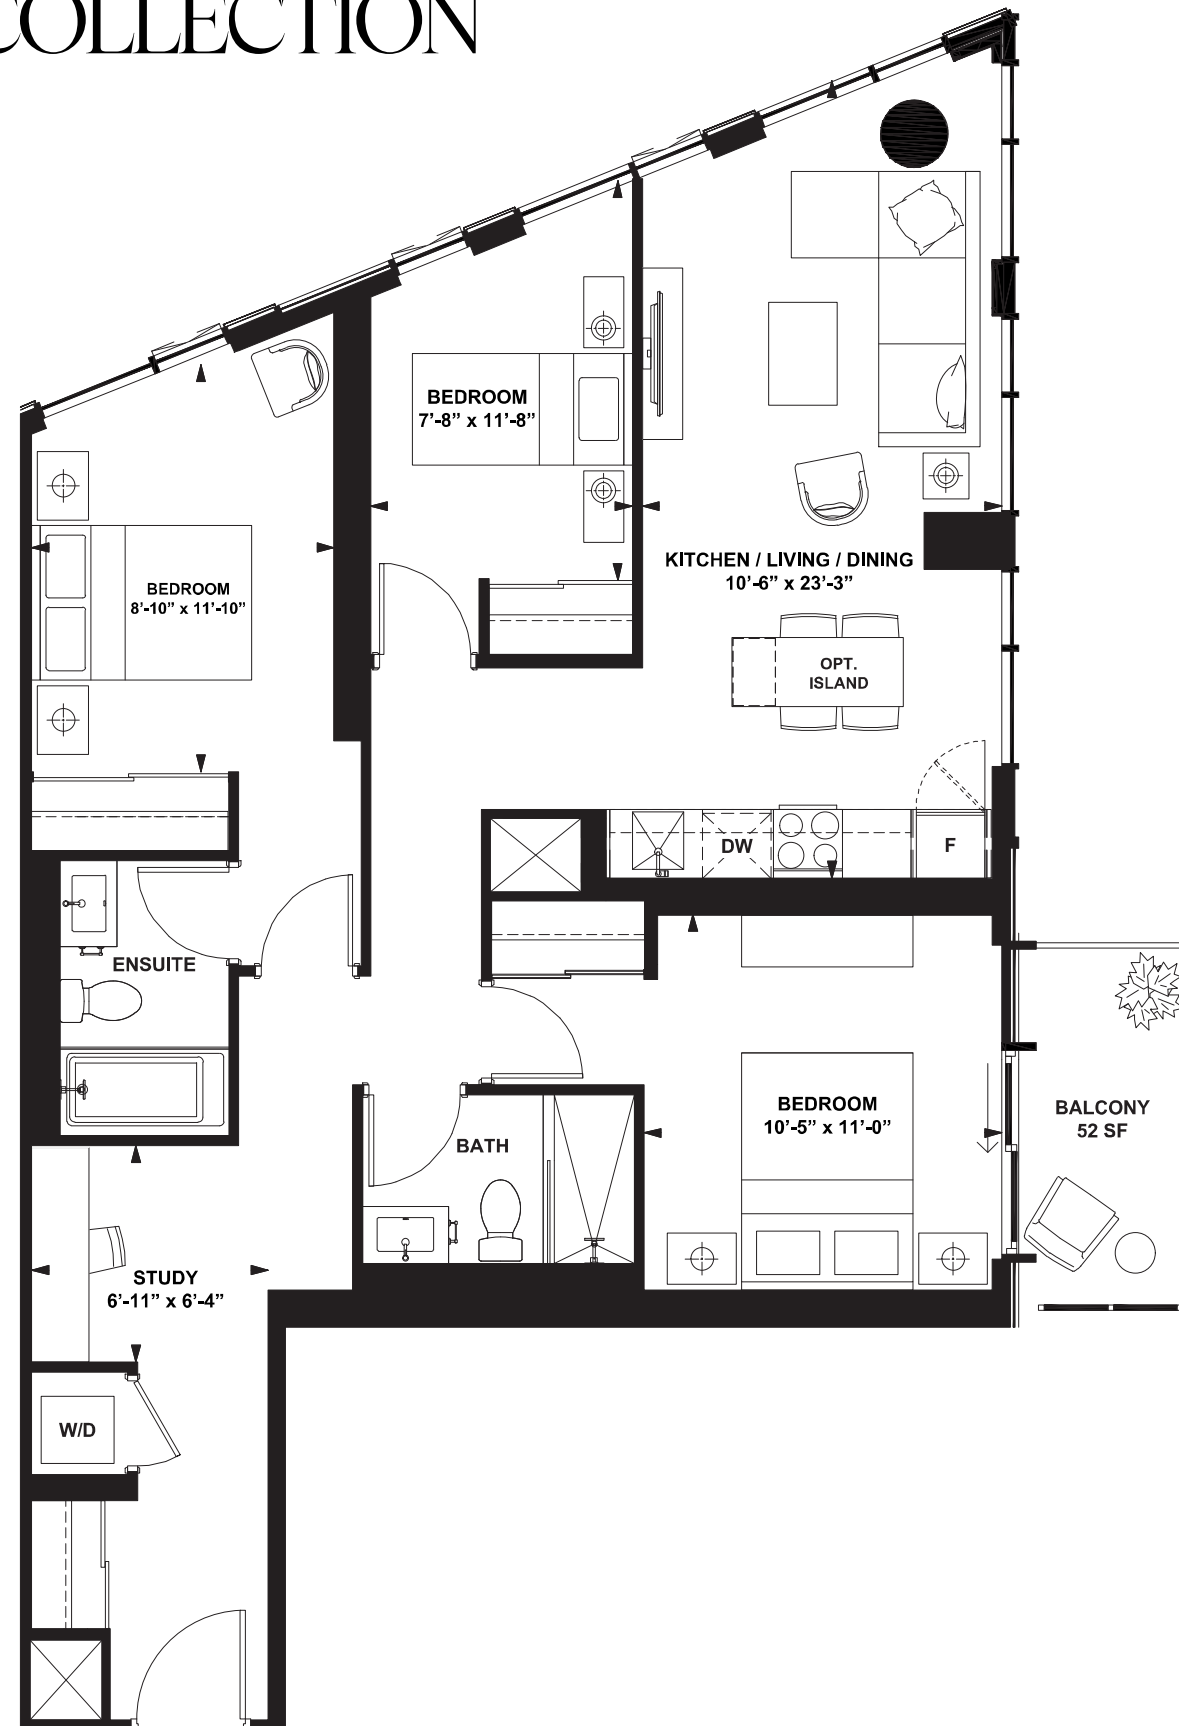 COLLECTION
BEDROOM
7'-8" x 11'-8"
KITCHEN / LIVING / DINING
10'-6" x 23'-3"
BEDROOM
8'-10" x 11'-10"
OPT.
ISLAND
DW
F
ENSUITE
BEDROOM
10'-5" x 11'-0"
BALCONY
52 SF
BATH
STUDY
6'-11" x 6'-4"
W/D